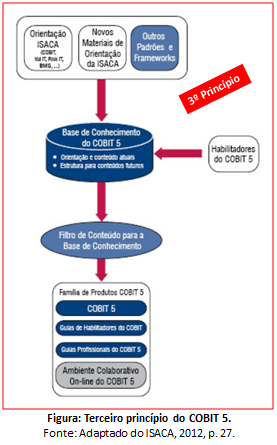 Orientação
ISACA
(COBIT,
Val IT, Risk IT,
BMIS, ...)
Novos
Materiais de
Orientação
da ISACA
Outros
Padrões e
Frameworks
3º Princípio
Base de Conhecimento
do COBIT 5
• Orientação e conteúdo atuais
• Estrutura para conteúdos futuros
Habilitadores
do COBIT 5
Filtro de Conteúdo para a
Base de Conhecimento
Família de Produtos COBIT 5
COBIT 5
Guias de Habilitadores do COBIT
Guias Profissionais do COBIT 5
Ambiente Colaborativo
On-line do COBIT 5
Figura: Terceiro princípio do COBIT 5.
Fonte: Adaptado do ISACA, 2012, p. 27.